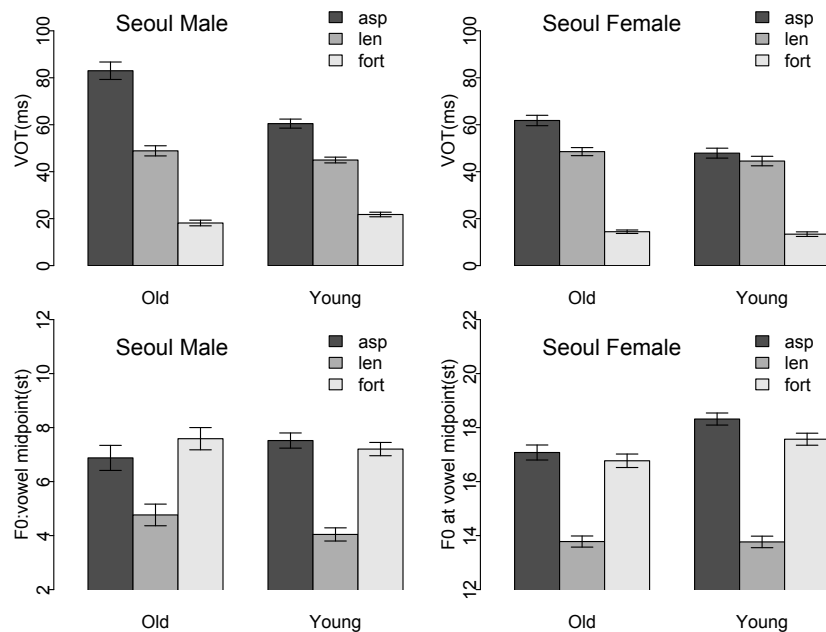 Seoul Male
asp
len
fort
VOT(ms)
0 20 40 60 80 100
Old Young
Seoul Female
asp
len
fort
VOT(ms)
0 20 40 60 80 100
Old Young
Seoul Male
asp
len
fort
F0:vowel midpoint(st)
2 4 6 8 10 12
Old Young
Seoul Female
asp
len
fort
F0 at vowel midpoint(st)
12 14 16 18 20 22
Old Young